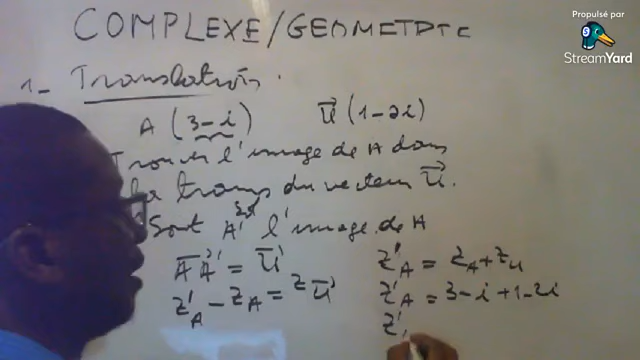 COMPLEXE/GEOMETRIE
Propulsé par
StreamYard
1- Translation.
A (3-i) u⃗ (1-2i)
Trouver l'image de A dans
la trans du vecteur u⃗.
Soit A' l'image de A
AA'⃗ = u⃗
z'A - zA = zu⃗
z'A = zA + zu
z'A = 3-i+1-2i
z'